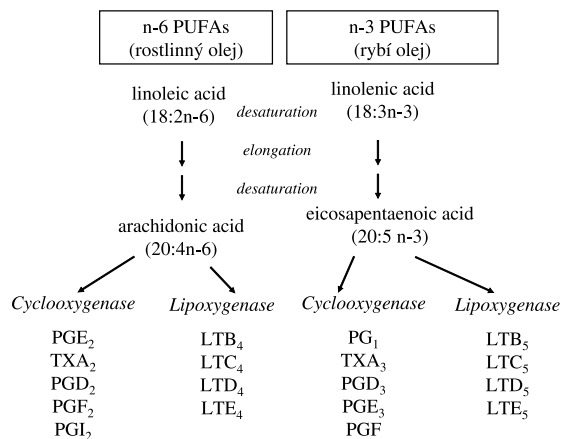 n-6 PUFAs
(rostlinný olej)
n-3 PUFAs
(rybí olej)
linoleic acid
(18:2n-6)
desaturation
linolenic acid
(18:3n-3)
elongation
desaturation
arachidonic acid
(20:4n-6)
eicosapentaenoic acid
(20:5 n-3)
Cyclooxygenase
PGE₂
TXA₂
PGD₂
PGF₂
PGI₂
Lipoxygenase
LTB₄
LTC₄
LTD₄
LTE₄
Cyclooxygenase
PG₁
TXA₃
PGD₃
PGE₃
PGF
Lipoxygenase
LTB₅
LTC₅
LTD₅
LTE₅